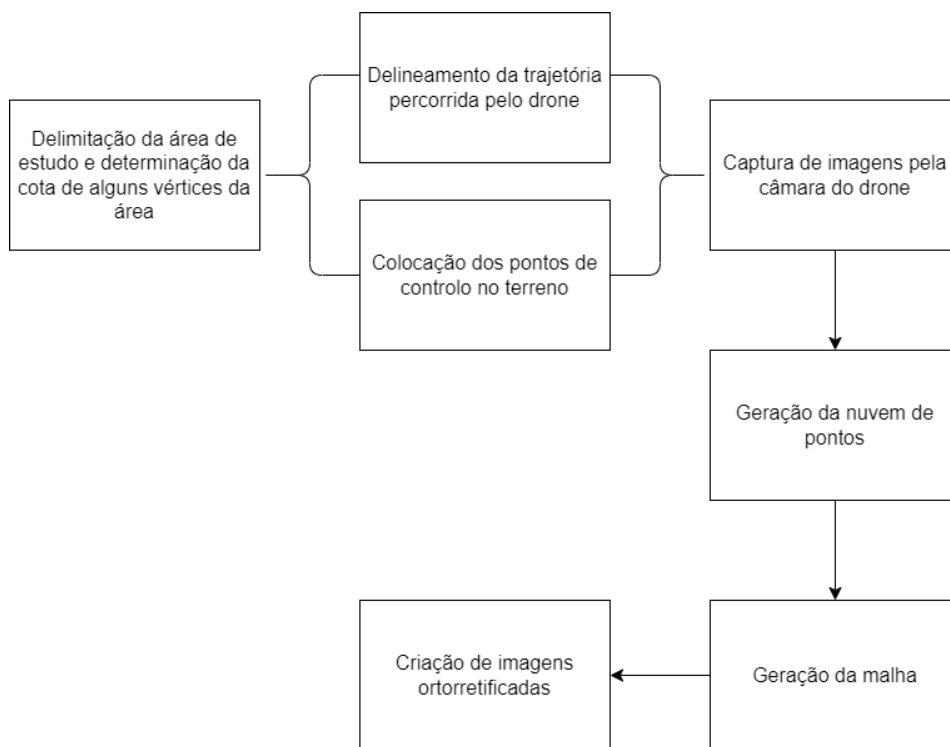 Delimitação da área de
estudo e determinação da
cota de alguns vértices da
área
Delineamento da trajetória
percorrida pelo drone
Colocação dos pontos de
controlo no terreno
Captura de imagens pela
câmara do drone
Geração da nuvem de
pontos
Geração da malha
Criação de imagens
ortorretificadas